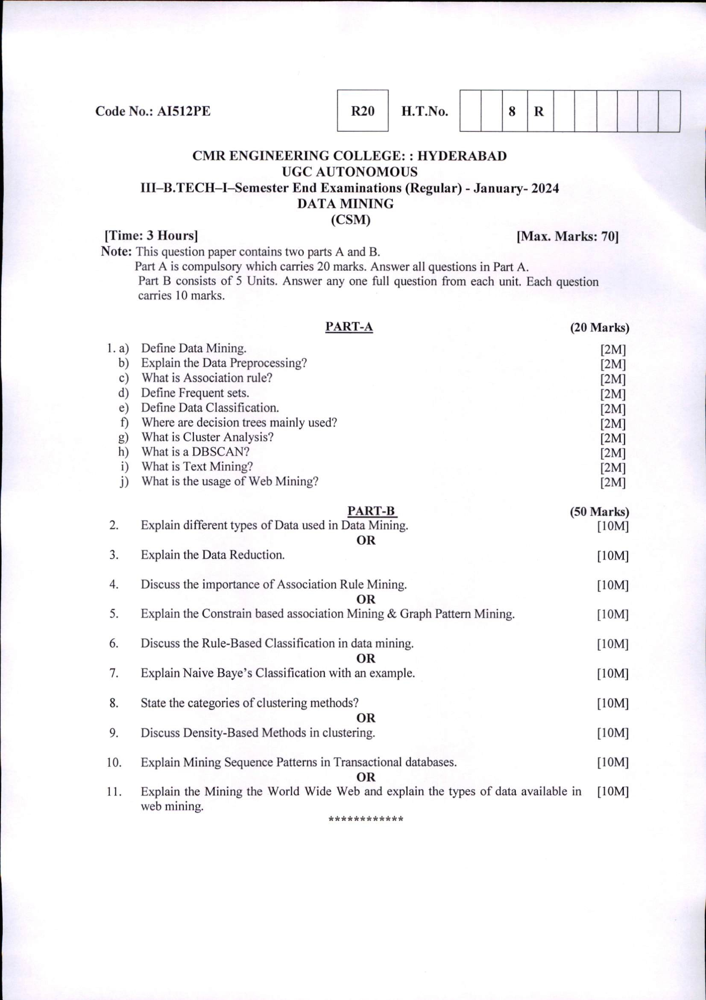 Code No.: AI512PE R20 H.T.No. 8 R
CMR ENGINEERING COLLEGE: : HYDERABAD
UGC AUTONOMOUS
III–B.TECH–I–Semester End Examinations (Regular) - January- 2024
DATA MINING
(CSM)
[Time: 3 Hours] [Max. Marks: 70]
Note: This question paper contains two parts A and B.
Part A is compulsory which carries 20 marks. Answer all questions in Part A.
Part B consists of 5 Units. Answer any one full question from each unit. Each question
carries 10 marks.
PART-A (20 Marks)
1. a) Define Data Mining. [2M]
b) Explain the Data Preprocessing? [2M]
c) What is Association rule? [2M]
d) Define Frequent sets. [2M]
e) Define Data Classification. [2M]
f) Where are decision trees mainly used? [2M]
g) What is Cluster Analysis? [2M]
h) What is a DBSCAN? [2M]
i) What is Text Mining? [2M]
j) What is the usage of Web Mining? [2M]
PART-B (50 Marks)
2. Explain different types of Data used in Data Mining. [10M]
OR
3. Explain the Data Reduction. [10M]
4. Discuss the importance of Association Rule Mining. [10M]
OR
5. Explain the Constrain based association Mining & Graph Pattern Mining. [10M]
6. Discuss the Rule-Based Classification in data mining. [10M]
OR
7. Explain Naive Baye's Classification with an example. [10M]
8. State the categories of clustering methods? [10M]
OR
9. Discuss Density-Based Methods in clustering. [10M]
10. Explain Mining Sequence Patterns in Transactional databases. [10M]
OR
11. Explain the Mining the World Wide Web and explain the types of data available in [10M]
web mining.
************